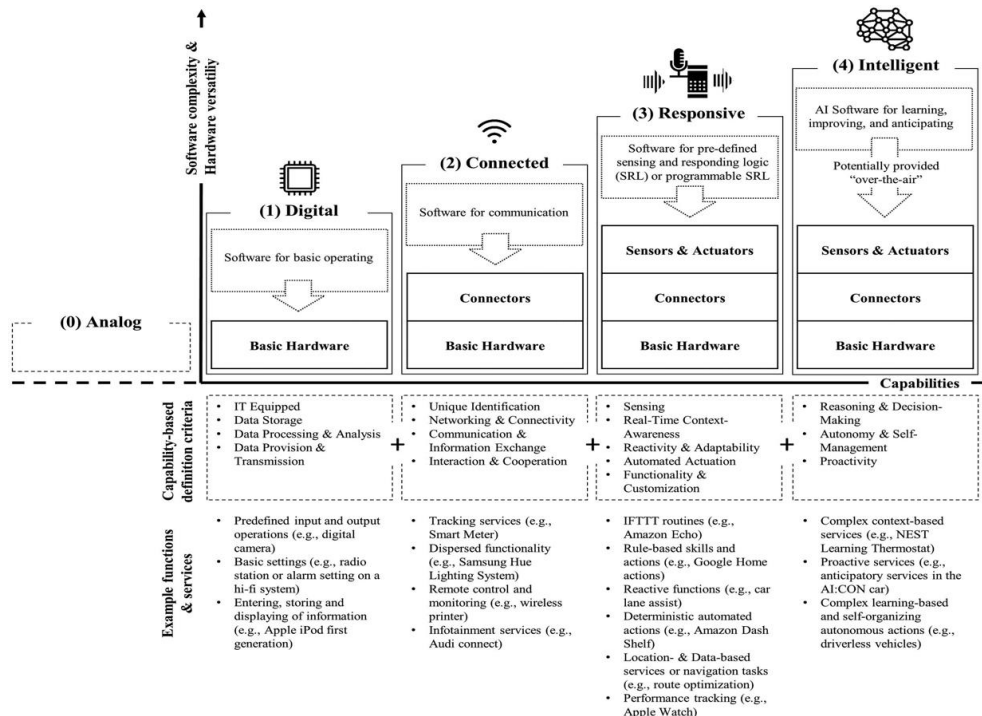 Software complexity &
Hardware versatiliy
(0) Analog
(1) Digital
Software for basic operating
Basic Hardware
(2) Connected
Software for communication
Connectors
Basic Hardware
(3) Responsive
Software for pre-defined
sensing and responding logic
(SRL) or programmable SRL
Sensors & Actuators
Connectors
Basic Hardware
(4) Intelligent
AI Software for learning,
improving, and anticipating
Potentially provided
“over-the-air”
Sensors & Actuators
Connectors
Basic Hardware
Capabilities
Capability-based
definition criteria
• IT Equipped
• Data Storage
• Data Processing & Analysis
• Data Provision &
Transmission
+
• Unique Identification
• Networking & Connectivity
• Communication &
Information Exchange
• Interaction & Cooperation
+
• Sensing
• Real-Time Context-
Awareness
• Reactivity & Adaptability
• Automated Actuation
• Functionality &
Customization
+
• Reasoning & Decision-
Making
• Autonomy & Self-
Management
• Proactivity
Example functions
& services
• Predefined input and output
operations (e.g., digital
camera)
• Basic settings (e.g., radio
station or alarm setting on a
hi-fi system)
• Entering, storing and
displaying of information
(e.g., Apple iPod first
generation)
• Tracking services (e.g.,
Smart Meter)
• Dispersed functionality
(e.g., Samsung Hue
Lighting System)
• Remote control and
monitoring (e.g., wireless
printer)
• Infotainment services (e.g.,
Audi connect)
• IFTTT routines (e.g.,
Amazon Echo)
• Rule-based skills and
actions (e.g., Google Home
actions)
• Reactive functions (e.g., car
lane assist)
• Deterministic automated
actions (e.g., Amazon Dash
Shelf)
• Location- & Data-based
services or navigation tasks
(e.g., route optimization)
• Performance tracking (e.g.,
Apple Watch)
• Complex context-based
services (e.g., NEST
Learning Thermostat)
• Proactive services (e.g.,
anticipatory services in the
AI:CON car)
• Complex learning-based
and self-organizing
autonomous actions (e.g.,
driverless vehicles)